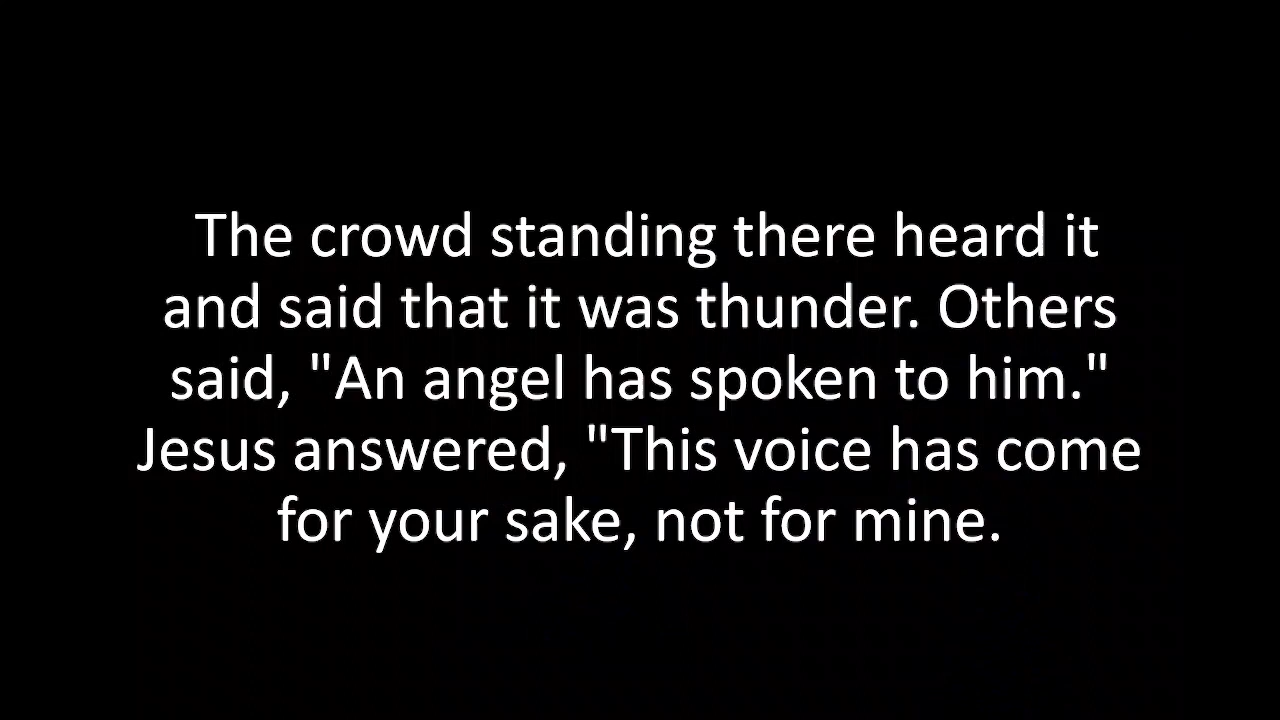 The crowd standing there heard it
and said that it was thunder. Others
said, "An angel has spoken to him."
Jesus answered, "This voice has come
for your sake, not for mine.